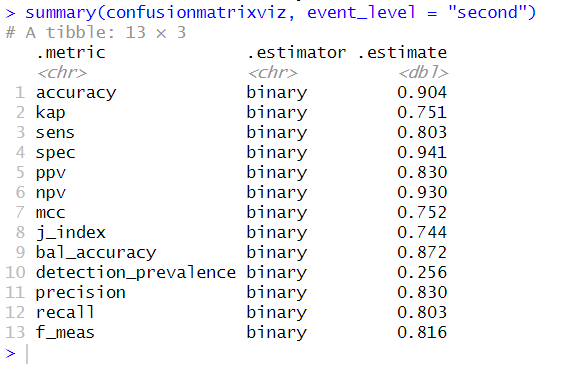 > summary(confusionmatrixviz, event_level = "second")
# A tibble: 13 × 3
   .metric              .estimator .estimate
   <chr>                <chr>          <dbl>
 1 accuracy             binary         0.904
 2 kap                  binary         0.751
 3 sens                 binary         0.803
 4 spec                 binary         0.941
 5 ppv                  binary         0.830
 6 npv                  binary         0.930
 7 mcc                  binary         0.752
 8 j_index              binary         0.744
 9 bal_accuracy         binary         0.872
10 detection_prevalence binary         0.256
11 precision            binary         0.830
12 recall               binary         0.803
13 f_meas               binary         0.816
>